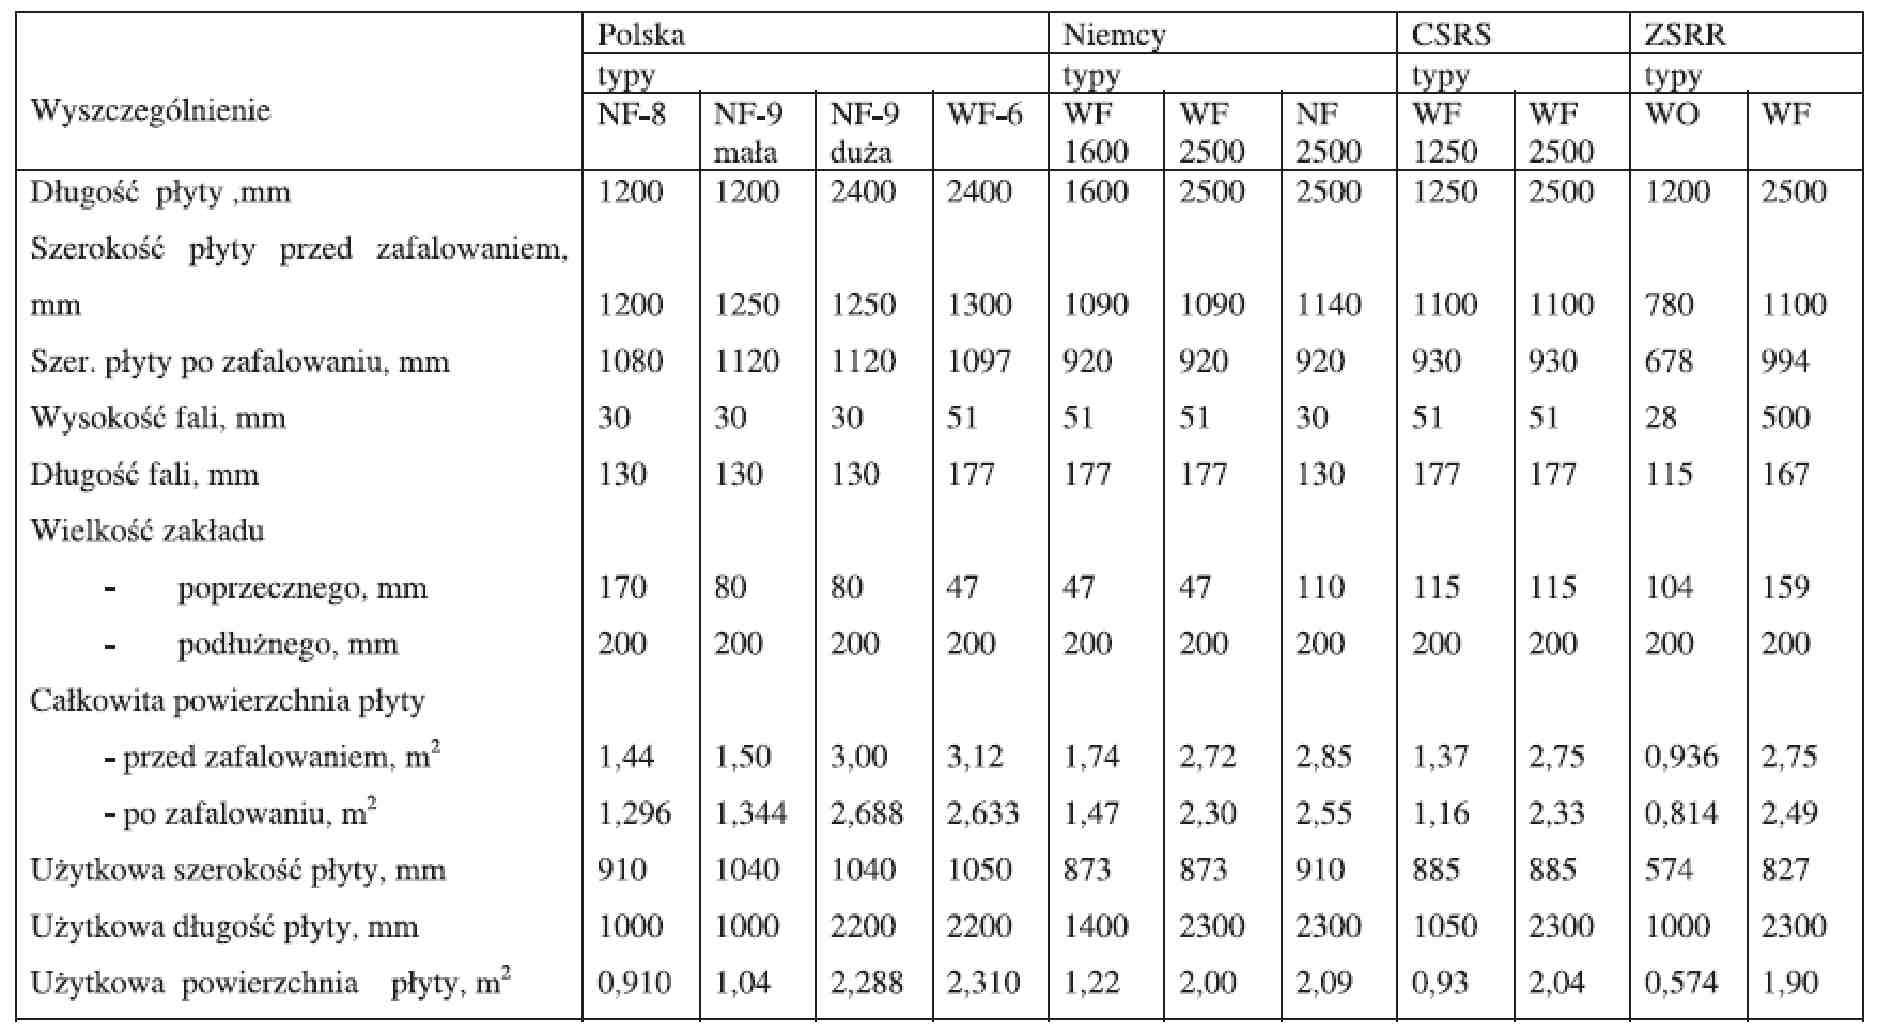 Polska Niemcy CSRS ZSRR
typy typy typy typy
Wyszczególnienie NF-8 NF-9 NF-9 WF-6 WF WF NF WF WF WO WF
mała duża 1600 2500 2500 1250 2500
Długość płyty ,mm 1200 1200 2400 2400 1600 2500 2500 1250 2500 1200 2500
Szerokość płyty przed zafalowaniem,
mm 1200 1250 1250 1300 1090 1090 1140 1100 1100 780 1100
Szer. płyty po zafalowaniu, mm 1080 1120 1120 1097 920 920 920 930 930 678 994
Wysokość fali, mm 30 30 30 51 51 51 30 51 51 28 500
Długość fali, mm 130 130 130 177 177 177 130 177 177 115 167
Wielkość zakładu
- poprzecznego, mm 170 80 80 47 47 47 110 115 115 104 159
- podłużnego, mm 200 200 200 200 200 200 200 200 200 200 200
Całkowita powierzchnia płyty
- przed zafalowaniem, m² 1,44 1,50 3,00 3,12 1,74 2,72 2,85 1,37 2,75 0,936 2,75
- po zafalowaniu, m² 1,296 1,344 2,688 2,633 1,47 2,30 2,55 1,16 2,33 0,814 2,49
Użytkowa szerokość płyty, mm 910 1040 1040 1050 873 873 910 885 885 574 827
Użytkowa długość płyty, mm 1000 1000 2200 2200 1400 2300 2300 1050 2300 1000 2300
Użytkowa powierzchnia płyty, m² 0,910 1,04 2,288 2,310 1,22 2,00 2,09 0,93 2,04 0,574 1,90